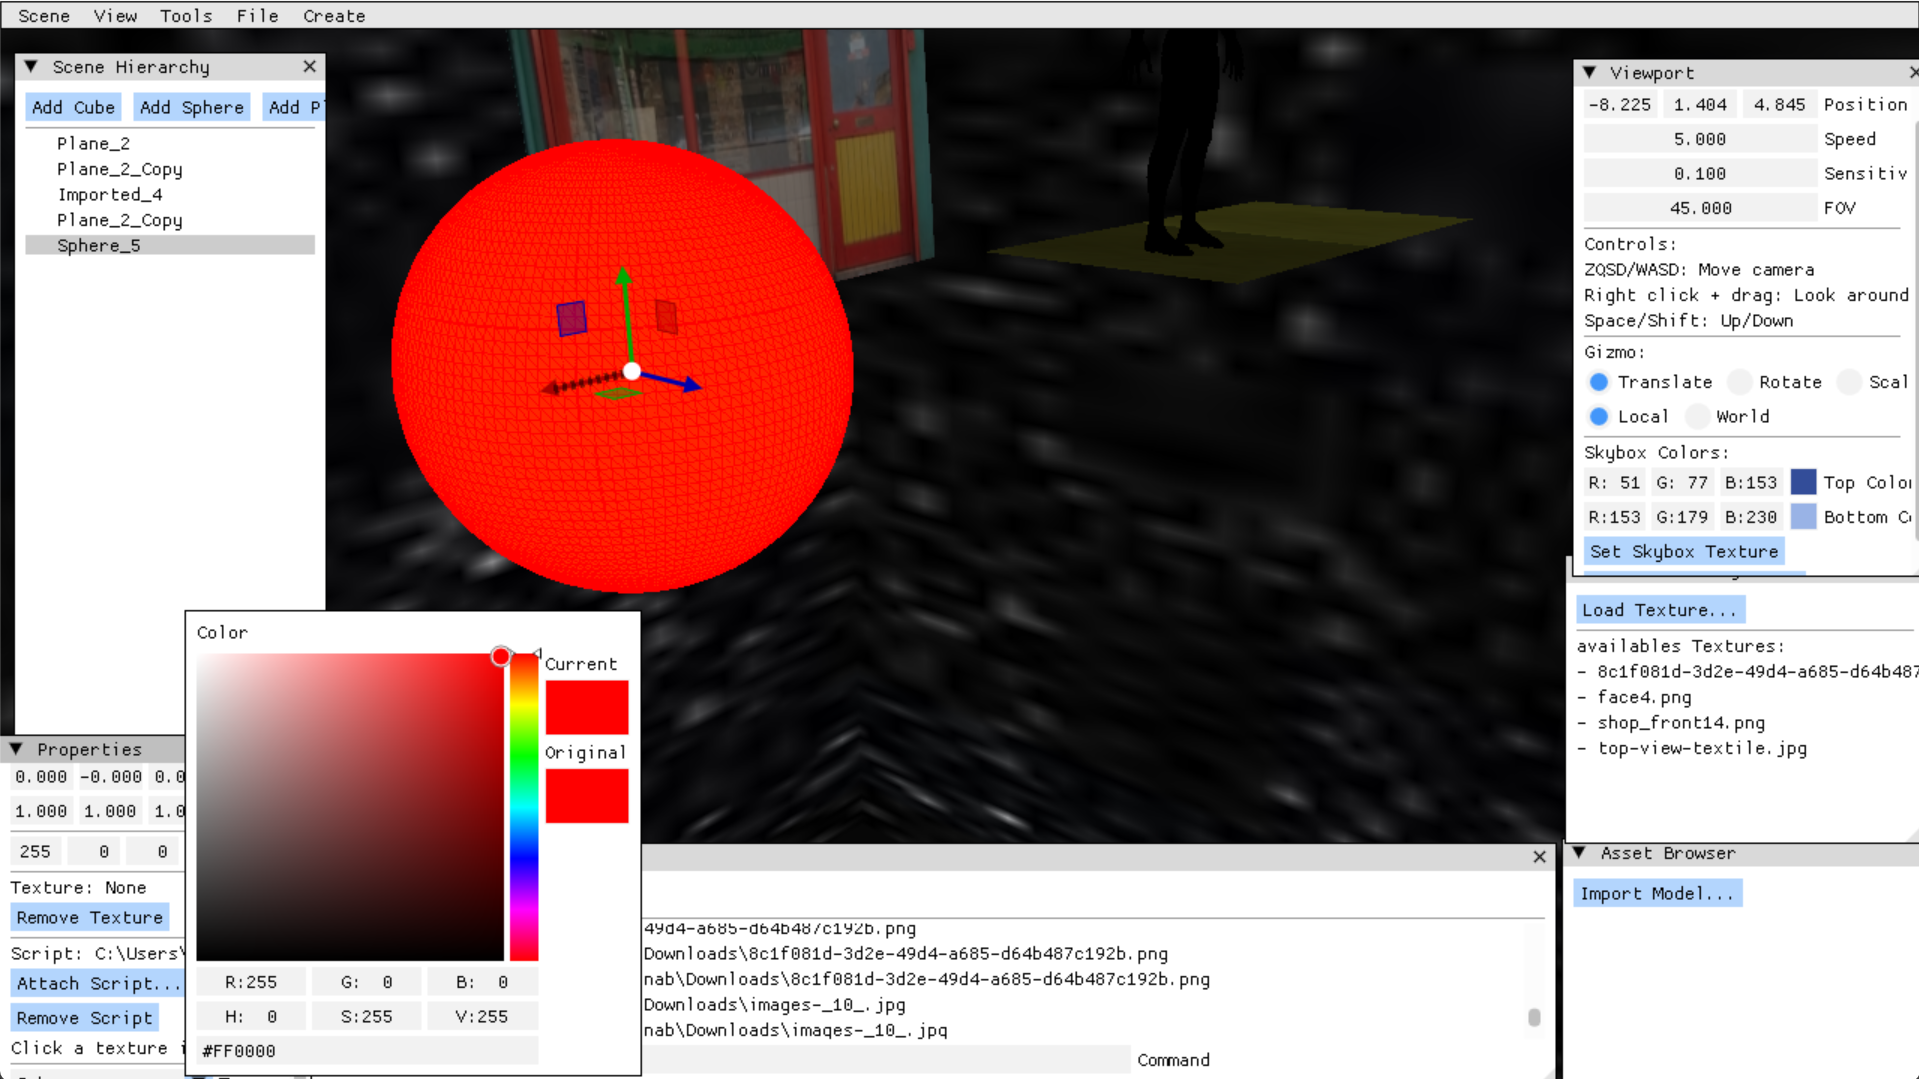 Scene View Tools File Create
Scene Hierarchy
Add Cube Add Sphere Add P
Plane_2
Plane_2_Copy
Imported_4
Plane_2_Copy
Sphere_5
Viewport
-8.225 1.404 4.845 Position
5.000 Speed
0.100 Sensitiv
45.000 FOV
Controls:
ZQSD/WASD: Move camera
Right click + drag: Look around
Space/Shift: Up/Down
Gizmo:
Translate Rotate Scal
Local World
Skybox Colors:
R: 51 G: 77 B:153 Top Color
R:153 G:179 B:230 Bottom C
Set Skybox Texture
Load Texture...
availables Textures:
- 8c1f081d-3d2e-49d4-a685-d64b487
- face4.png
- shop_front14.png
- top-view-textile.jpg
Asset Browser
Import Model...
Properties
0.000 -0.000 0.0
1.000 1.000 1.0
255 0 0
Texture: None
Remove Texture
Script: C:\Users\
Attach Script...
Remove Script
Click a texture i
Color
Current
Original
R:255 G: 0 B: 0
H: 0 S:255 V:255
#FF0000
49d4-a685-d64b487c192b.png
Downloads\8c1f081d-3d2e-49d4-a685-d64b487c192b.png
nab\Downloads\8c1f081d-3d2e-49d4-a685-d64b487c192b.png
Downloads\images-_10_.jpg
nab\Downloads\images-_10_.jpg
Command